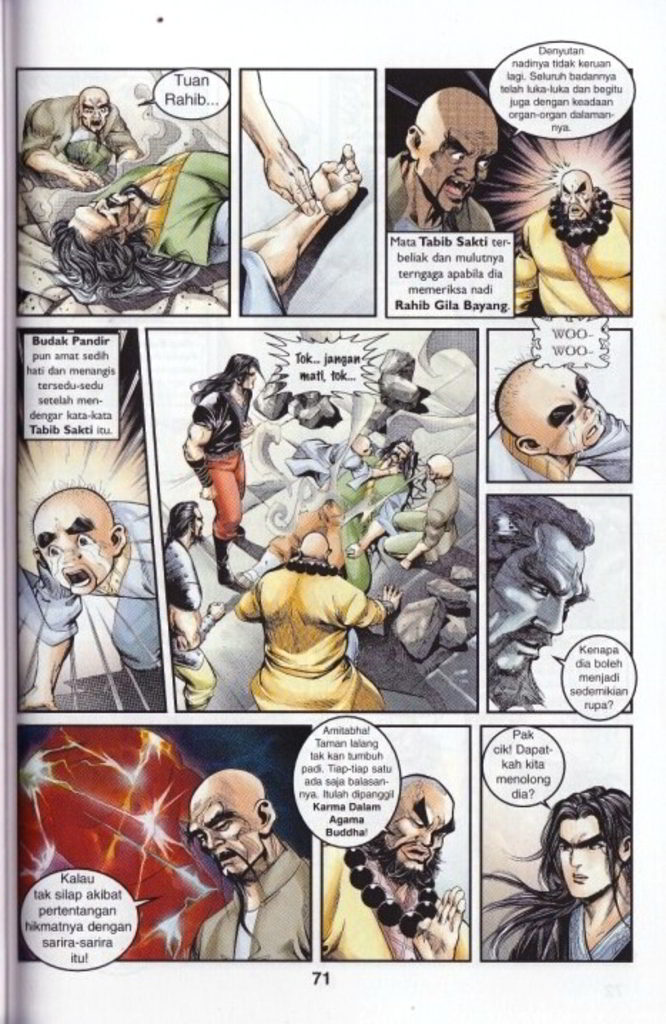 Tuan
Rahib...
Denyutan
nadinya tidak keruan
lagi. Seluruh badannya
telah luka-luka dan begitu
juga dengan keadaan
organ-organ dalaman-
nya.
Mata Tabib Sakti ter-
beliak dan mulutnya
ternganga apabila dia
memeriksa nadi
Rahib Gila Bayang.
Budak Pandir
pun amat sedih
hati dan menangis
tersedu-sedu
setelah men-
dengar kata-kata
Tabib Sakti itu.
Tok... jangan
mati, tok...
WOO-
WOO-
Kenapa
dia boleh
menjadi
sedemikian
rupa?
Kalau
tak silap akibat
pertentangan
hikmatnya dengan
sarira-sarira
itu!
Amitabha!
Taman lalang
tak kan tumbuh
padi. Tiap-tiap satu
ada saja balasan-
nya. Itulah dipanggil
Karma Dalam
Agama
Buddha!
Pak
cik! Dapat-
kah kita
menolong
dia?
71